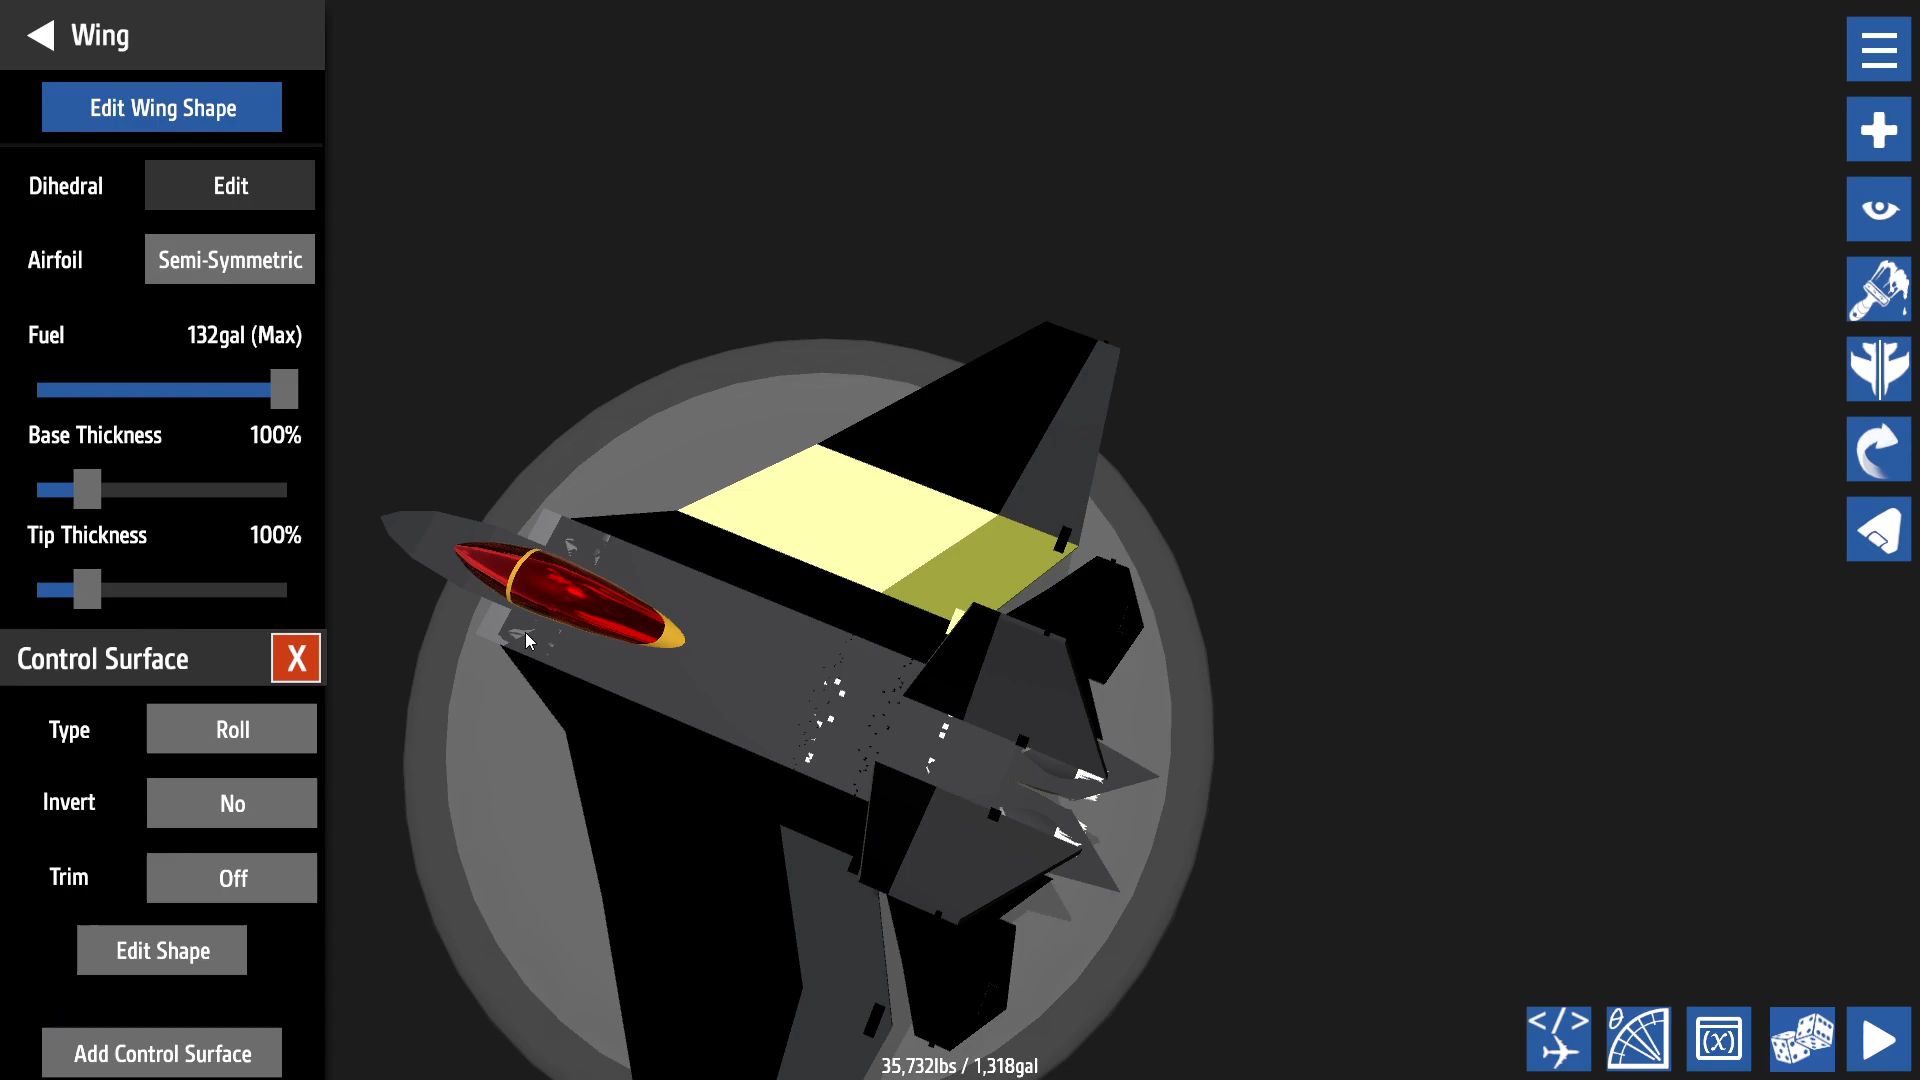 Wing
Edit Wing Shape
Dihedral Edit
Airfoil Semi-Symmetric
Fuel 132gal (Max)
Base Thickness 100%
Tip Thickness 100%
Control Surface X
Type Roll
Invert No
Trim Off
Edit Shape
Add Control Surface
35,732lbs / 1,318gal
</>
θ
(x)